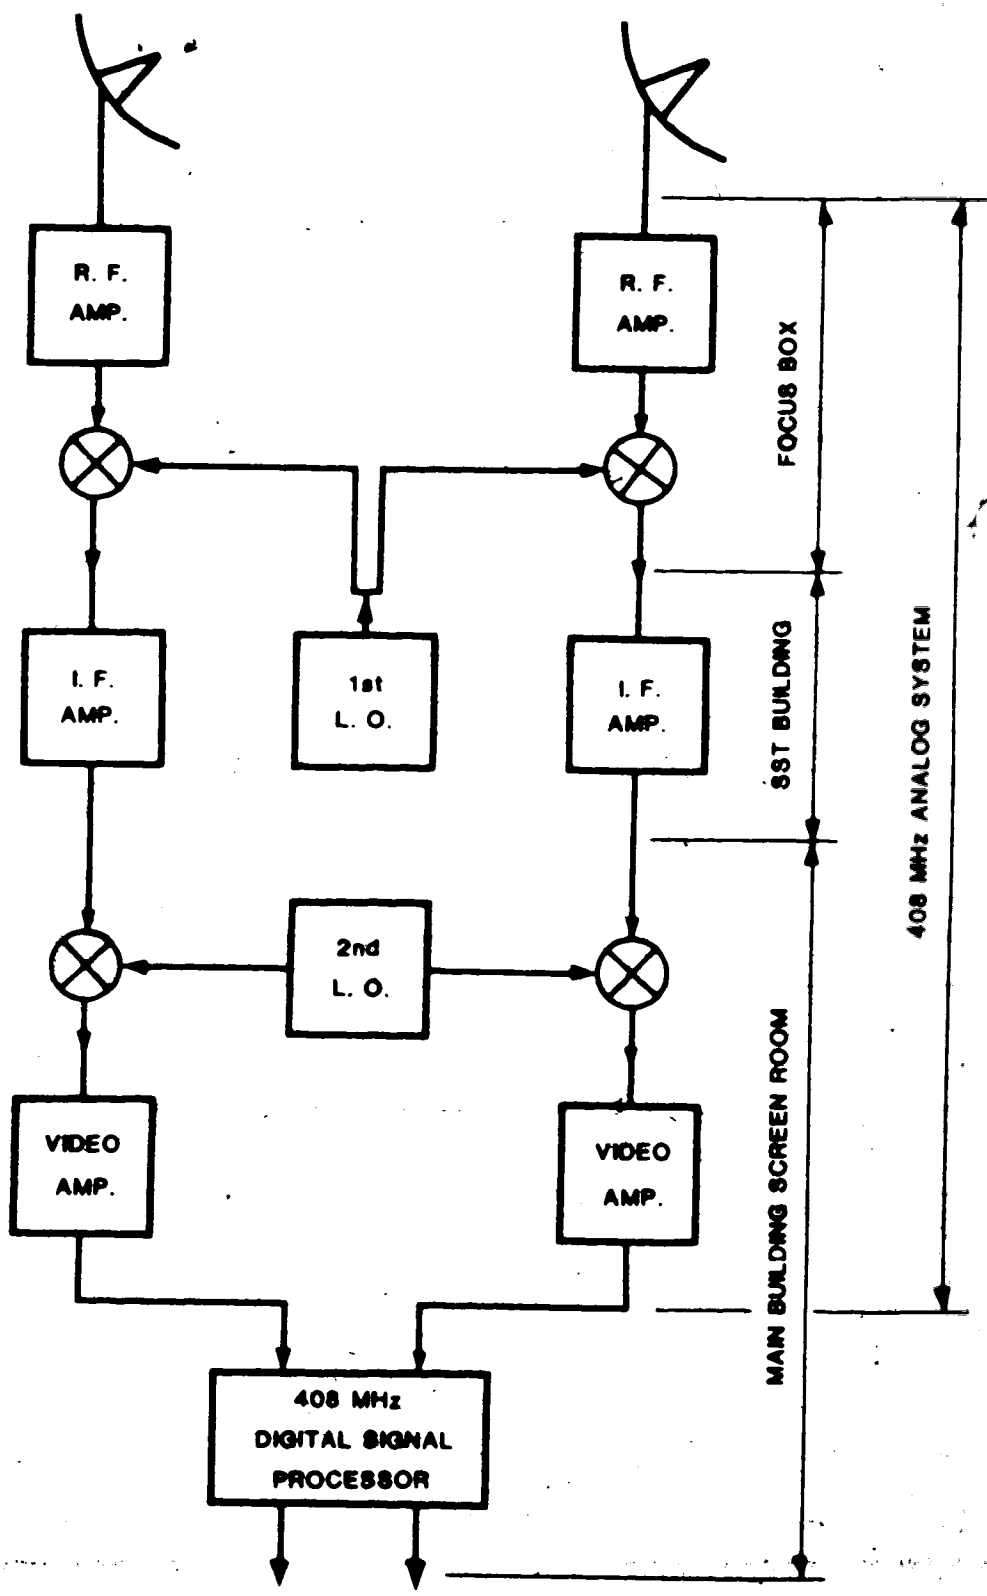 R. F.
AMP.
R. F.
AMP.
FOCUS BOX
I. F.
AMP.
1st
L. O.
I. F.
AMP.
SST BUILDING
408 MHz ANALOG SYSTEM
2nd
L. O.
VIDEO
AMP.
VIDEO
AMP.
MAIN BUILDING SCREEN ROOM
408 MHz
DIGITAL SIGNAL
PROCESSOR